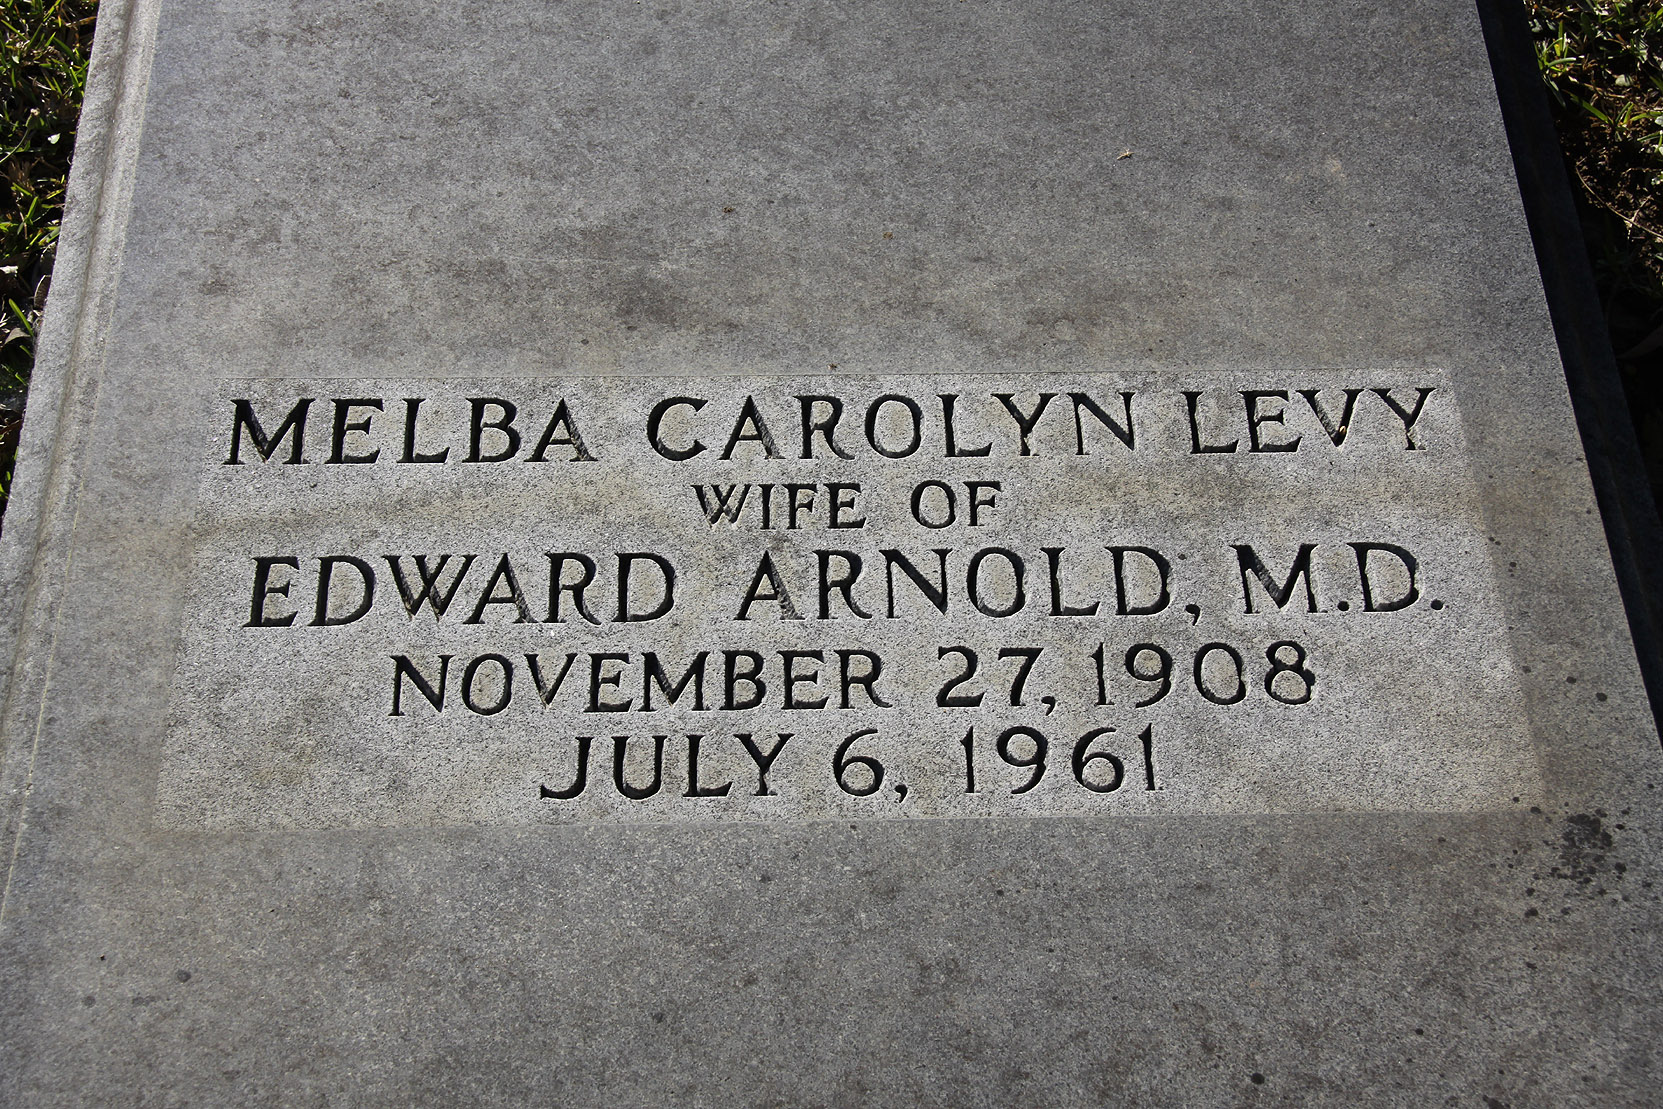 MELBA CAROLYN LEVY
WIFE OF
EDWARD ARNOLD, M.D.
NOVEMBER 27, 1908
JULY 6, 1961